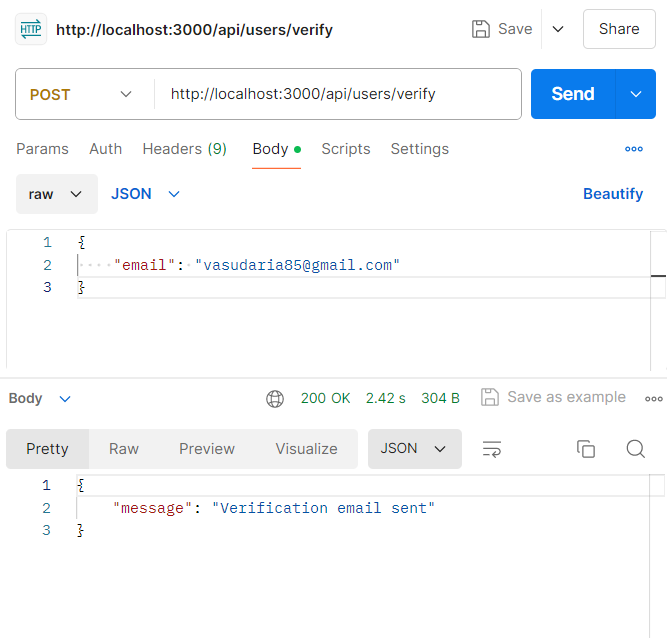 HTTP http://localhost:3000/api/users/verify Save Share
POST http://localhost:3000/api/users/verify Send
Params Auth Headers (9) Body Scripts Settings
raw JSON Beautify
1 {
2 "email": "vasudaria85@gmail.com"
3 }
Body 200 OK 2.42 s 304 B Save as example
Pretty Raw Preview Visualize JSON
1 {
2 "message": "Verification email sent"
3 }